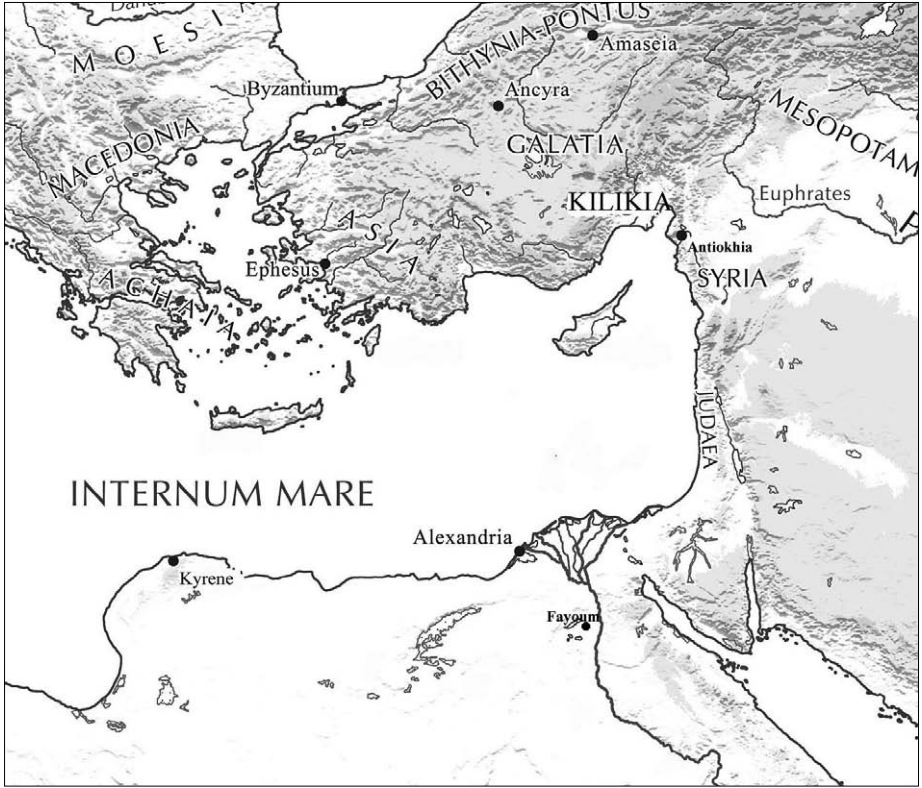 MOESIN
BITHYNIA-PONTUS
Amaseia
Byzantium
Ancyra
MESOPOTAM
MACEDONIA
GALATIA
KILIKIA
Euphrates
ASIA
Antiokhia
Ephesus
SYRIA
ACHAIA
JUDAEA
INTERNUM MARE
Alexandria
Kyrene
Fayoum